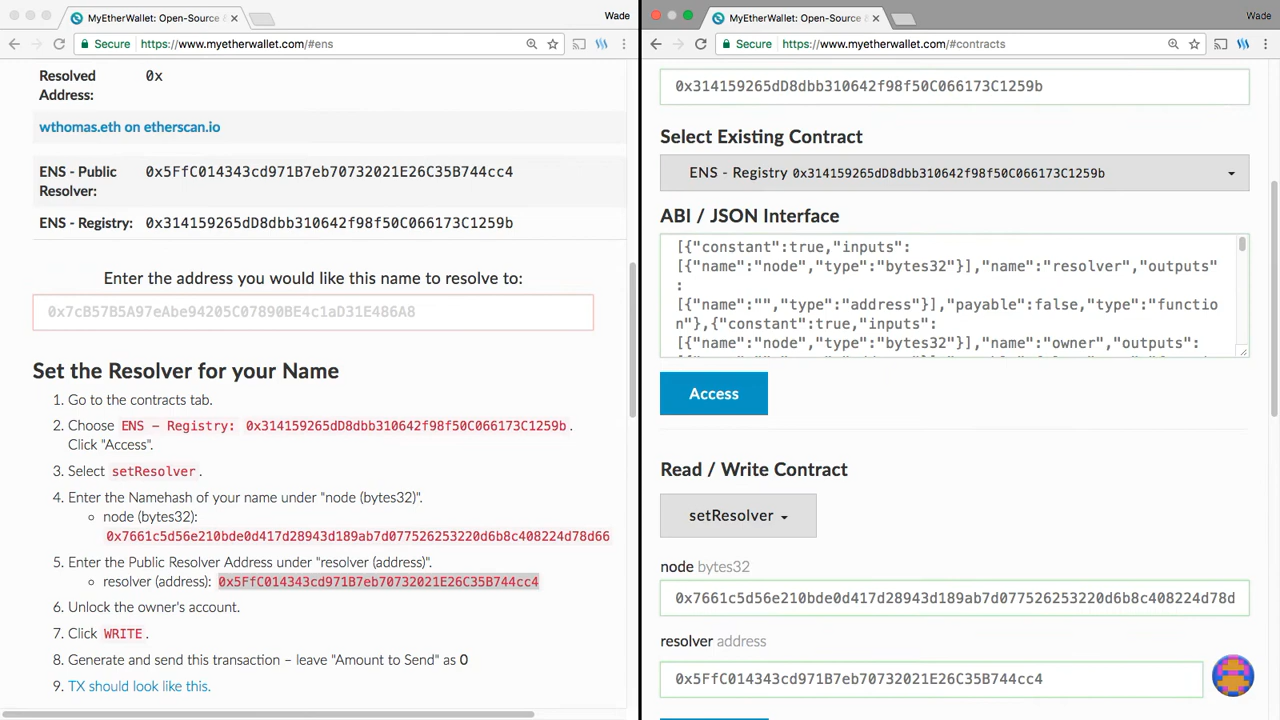 MyEtherWallet: Open-Source &
Wade
Secure https://www.myetherwallet.com/#ens
Resolved Address: 0x
wthomas.eth on etherscan.io
ENS - Public Resolver: 0x5FfC014343cd971B7eb70732021E26C35B744cc4
ENS - Registry: 0x314159265dD8dbb310642f98f50C066173C1259b
Enter the address you would like this name to resolve to:
0x7cB57B5A97eAbe94205C07890BE4c1aD31E486A8
Set the Resolver for your Name
1. Go to the contracts tab.
2. Choose ENS – Registry: 0x314159265dD8dbb310642f98f50C066173C1259b.
Click "Access".
3. Select setResolver.
4. Enter the Namehash of your name under "node (bytes32)".
node (bytes32):
0x7661c5d56e210bde0d417d28943d189ab7d077526253220d6b8c408224d78d66
5. Enter the Public Resolver Address under "resolver (address)".
resolver (address): 0x5FfC014343cd971B7eb70732021E26C35B744cc4
6. Unlock the owner's account.
7. Click WRITE.
8. Generate and send this transaction – leave "Amount to Send" as 0
9. TX should look like this.
MyEtherWallet: Open-Source &
Wade
Secure https://www.myetherwallet.com/#contracts
0x314159265dD8dbb310642f98f50C066173C1259b
Select Existing Contract
ENS - Registry 0x314159265dD8dbb310642f98f50C066173C1259b
ABI / JSON Interface
[{"constant":true,"inputs":
[{"name":"node","type":"bytes32"}],"name":"resolver","outputs"
:
[{"name":"","type":"address"}],"payable":false,"type":"functio
n"},{"constant":true,"inputs":
[{"name":"node","type":"bytes32"}],"name":"owner","outputs":
Access
Read / Write Contract
setResolver
node bytes32
0x7661c5d56e210bde0d417d28943d189ab7d077526253220d6b8c408224d78d
resolver address
0x5FfC014343cd971B7eb70732021E26C35B744cc4